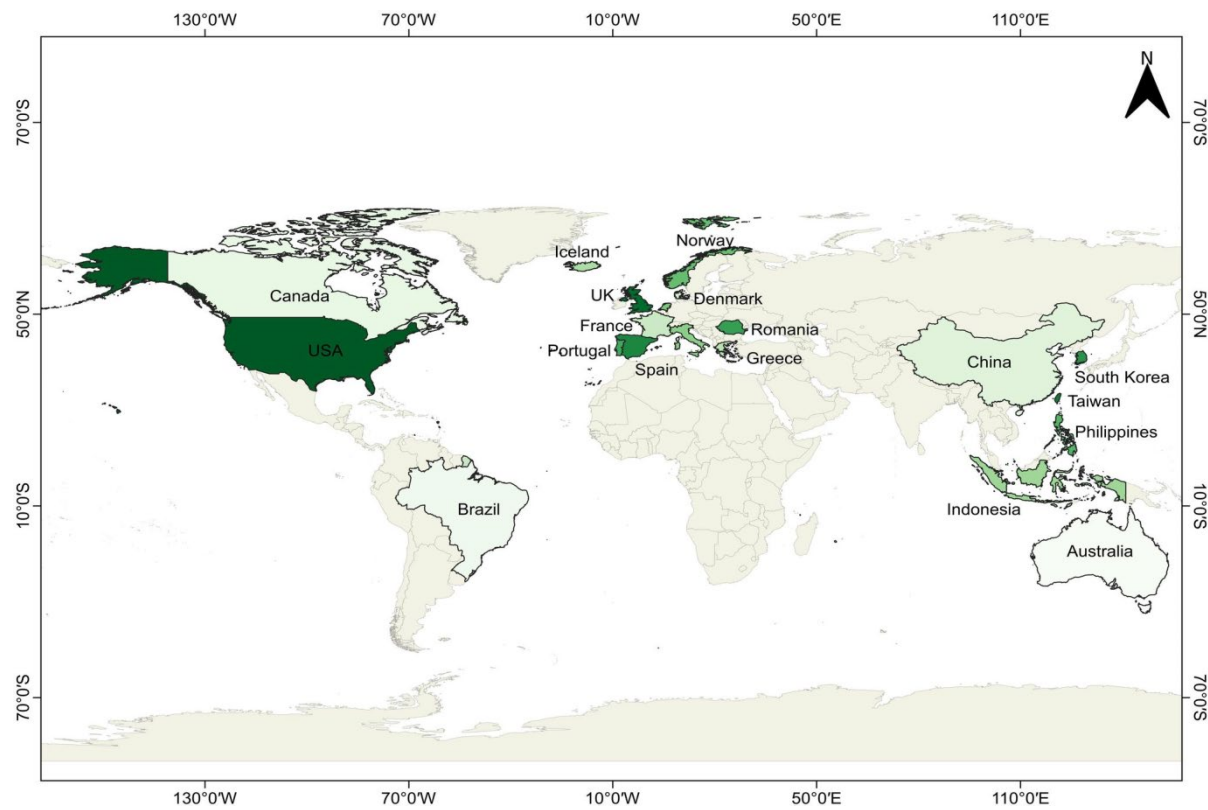 130°0'W 70°0'W 10°0'W 50°0'E 110°0'E
N
70°0'S 70°0'S
Norway
Iceland
Canada
UK
Denmark
50°0'N 50°0'N
France
Romania
USA
Portugal
Greece
China
Spain
South Korea
Taiwan
Philippines
Brazil
10°0'S 10°0'S
Indonesia
Australia
70°0'S 70°0'S
130°0'W 70°0'W 10°0'W 50°0'E 110°0'E